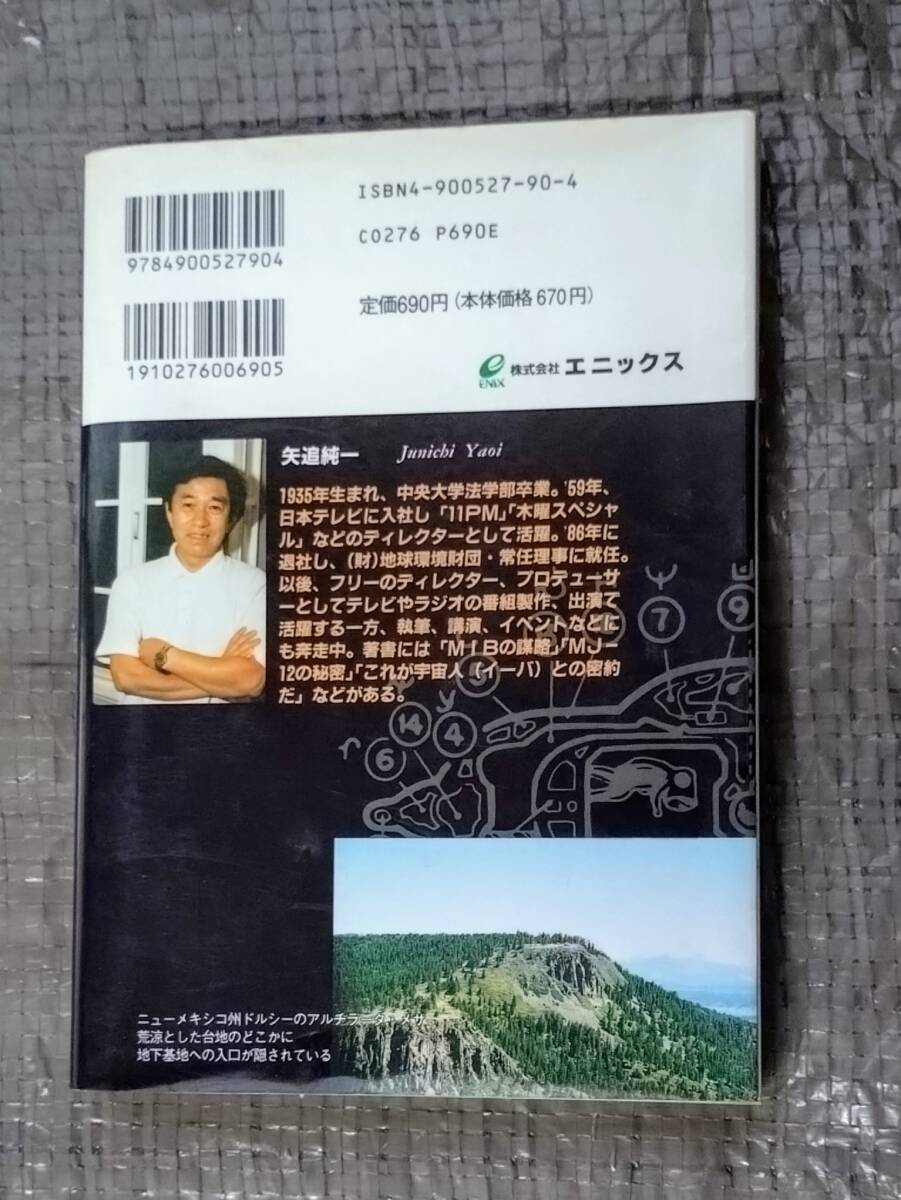 ISBN4-900527-90-4
C0276 P690E
9784900527904
定価690円(本体価格670円)
1910276006905
ENIX
株式会社 エニックス
矢追純一 Junichi Yaoi
1935年生まれ、中央大学法学部卒業。'59年、
日本テレビに入社し「11PM」「木曜スペシャ
ル」などのディレクターとして活躍。'86年に
退社し、(財)地球環境財団・常任理事に就任。
以後、フリーのディレクター、プロデューサ
ーとしてテレビやラジオの番組製作、出演で
活躍する一方、執筆、講演、イベントなどに
も奔走中。著書には「MIBの謀略」「MJ-
12の秘密」「これが宇宙人(イーバ)との密約
だ」などがある。
7
9
14
4
6
ニューメキシコ州ドルシーのアルチラータ・メサ
荒涼とした台地のどこかに
地下基地への入口が隠されている